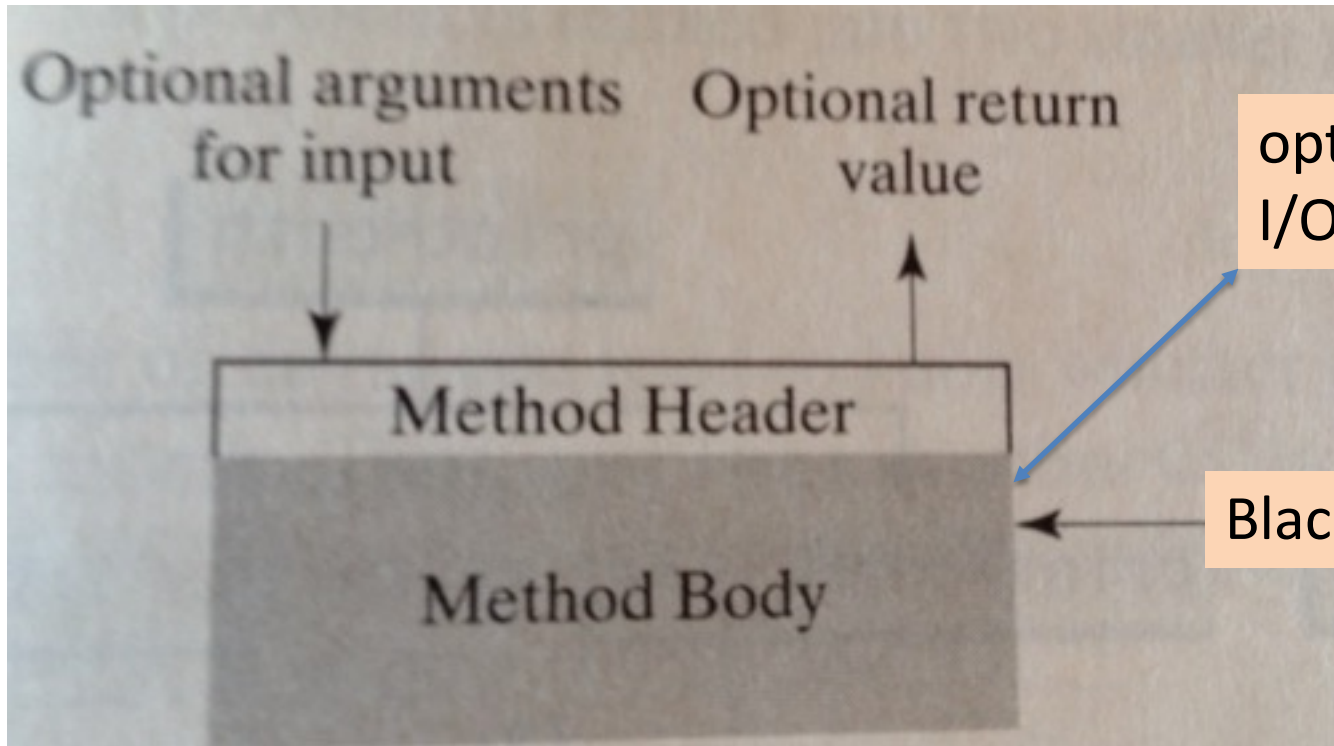 Optional arguments
for input
Optional return
value
opt
I/O
Method Header
Blac
Method Body